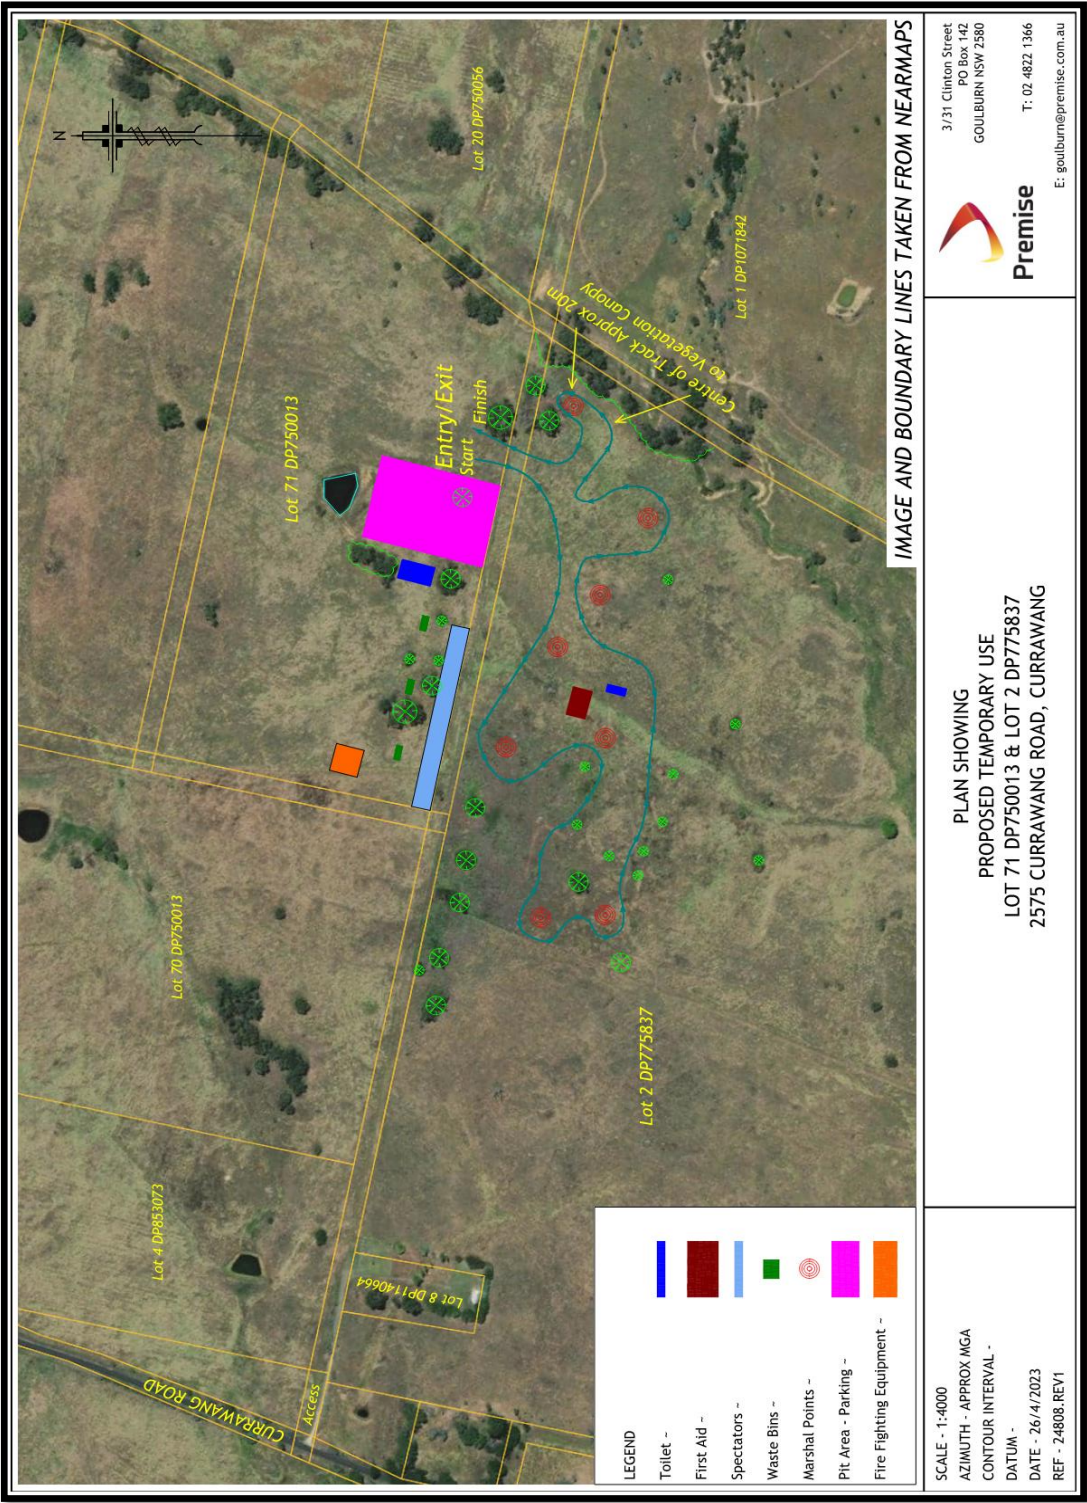 N
Lot 20 DP750056
Lot 71 DP750013
Lot 1 DP1071842
Entry/Exit
Start
Finish
Centre of Track Approx 20m
to Vegetation Canopy
Lot 70 DP750013
Lot 2 DP775837
Lot 4 DP853073
Lot 8 DP1140664
CURRAWANG ROAD
Access
IMAGE AND BOUNDARY LINES TAKEN FROM NEARMAPS
LEGEND
Toilet ~
First Aid ~
Spectators ~
Waste Bins ~
Marshal Points ~
Pit Area - Parking ~
Fire Fighting Equipment ~
SCALE - 1:4000
AZIMUTH - APPROX MGA
CONTOUR INTERVAL -
DATUM -
DATE - 26/4/2023
REF - 24808.REV1
PLAN SHOWING
PROPOSED TEMPORARY USE
LOT 71 DP750013 & LOT 2 DP775837
2575 CURRAWANG ROAD, CURRAWANG
Premise
3/31 Clinton Street
PO Box 142
GOULBURN NSW 2580
T: 02 4822 1366
E: goulburn@premise.com.au